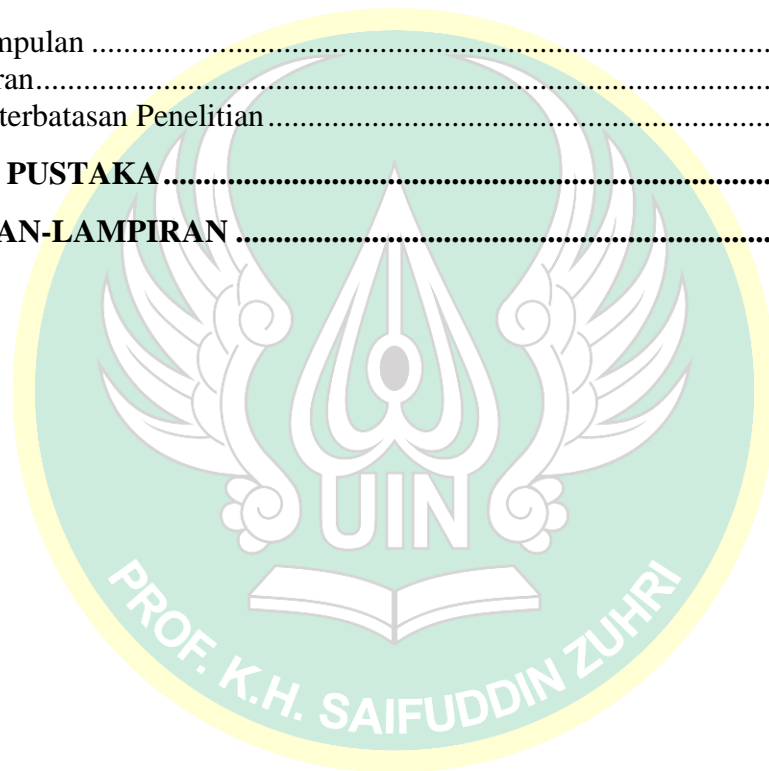 mpulan ....................................................................................
ran...........................................................................................
terbatasan Penelitian ..............................................................
PUSTAKA ............................................................................
AN-LAMPIRAN ...................................................................
UIN
PROF. K.H. SAIFUDDIN ZUHRI